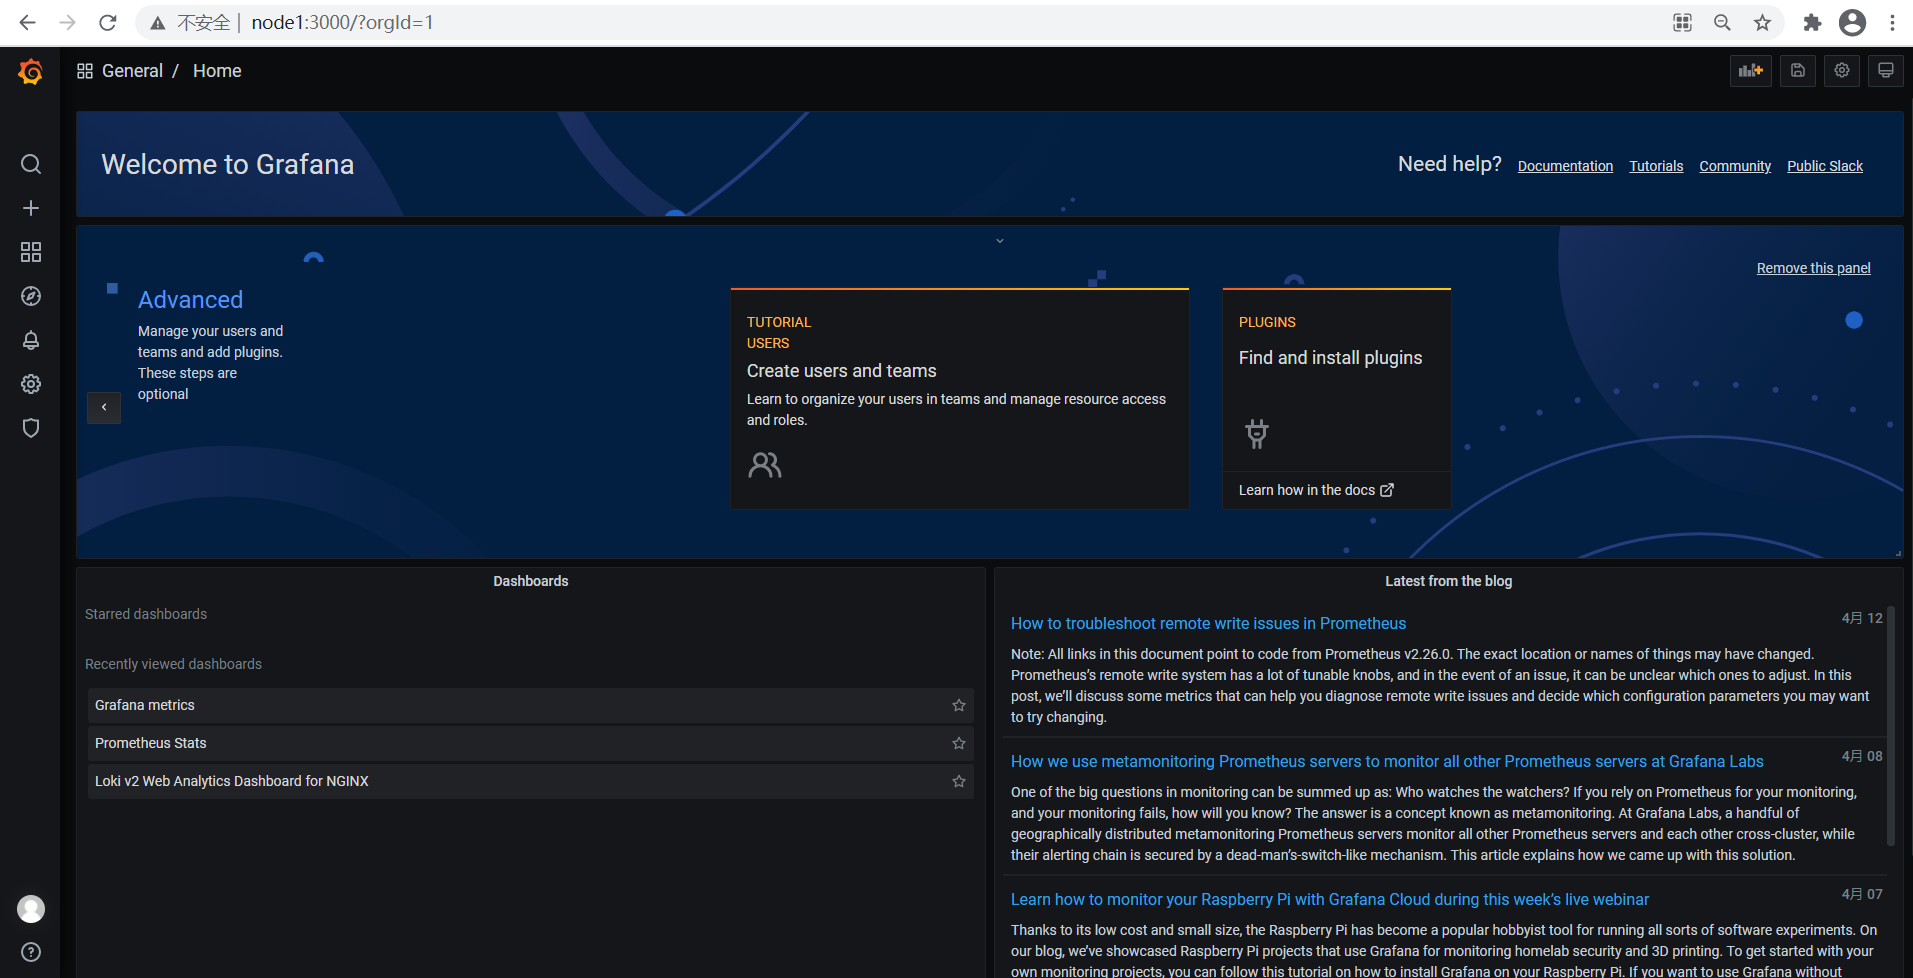 不安全 | node1:3000/?orgId=1
General / Home
Welcome to Grafana
Need help? Documentation Tutorials Community Public Slack
Remove this panel
Advanced
Manage your users and
teams and add plugins.
These steps are
optional
TUTORIAL
USERS
Create users and teams
Learn to organize your users in teams and manage resource access
and roles.
PLUGINS
Find and install plugins
Learn how in the docs
Dashboards
Starred dashboards
Recently viewed dashboards
Grafana metrics
Prometheus Stats
Loki v2 Web Analytics Dashboard for NGINX
Latest from the blog
How to troubleshoot remote write issues in Prometheus
4月 12
Note: All links in this document point to code from Prometheus v2.26.0. The exact location or names of things may have changed.
Prometheus’s remote write system has a lot of tunable knobs, and in the event of an issue, it can be unclear which ones to adjust. In this
post, we’ll discuss some metrics that can help you diagnose remote write issues and decide which configuration parameters you may want
to try changing.
How we use metamonitoring Prometheus servers to monitor all other Prometheus servers at Grafana Labs
4月 08
One of the big questions in monitoring can be summed up as: Who watches the watchers? If you rely on Prometheus for your monitoring,
and your monitoring fails, how will you know? The answer is a concept known as metamonitoring. At Grafana Labs, a handful of
geographically distributed metamonitoring Prometheus servers monitor all other Prometheus servers and each other cross-cluster, while
their alerting chain is secured by a dead-man’s-switch-like mechanism. This article explains how we came up with this solution.
Learn how to monitor your Raspberry Pi with Grafana Cloud during this week’s live webinar
4月 07
Thanks to its low cost and small size, the Raspberry Pi has become a popular hobbyist tool for running all sorts of software experiments. On
our blog, we’ve showcased Raspberry Pi projects that use Grafana for monitoring homelab security and 3D printing. To get started with your
own monitoring projects, you can follow this tutorial on how to install Grafana on your Raspberry Pi. If you want to use Grafana without